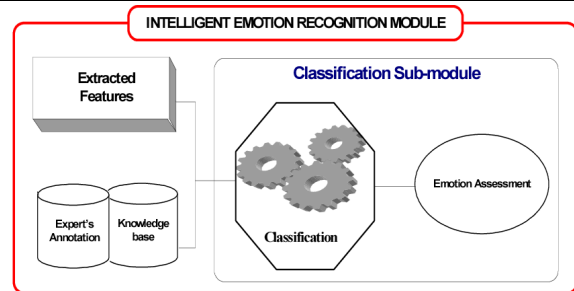 INTELLIGENT EMOTION RECOGNITION MODULE
Extracted
Features
Classification Sub-module
Expert's
Annotation
Knowledge
base
Classification
Emotion Assessment